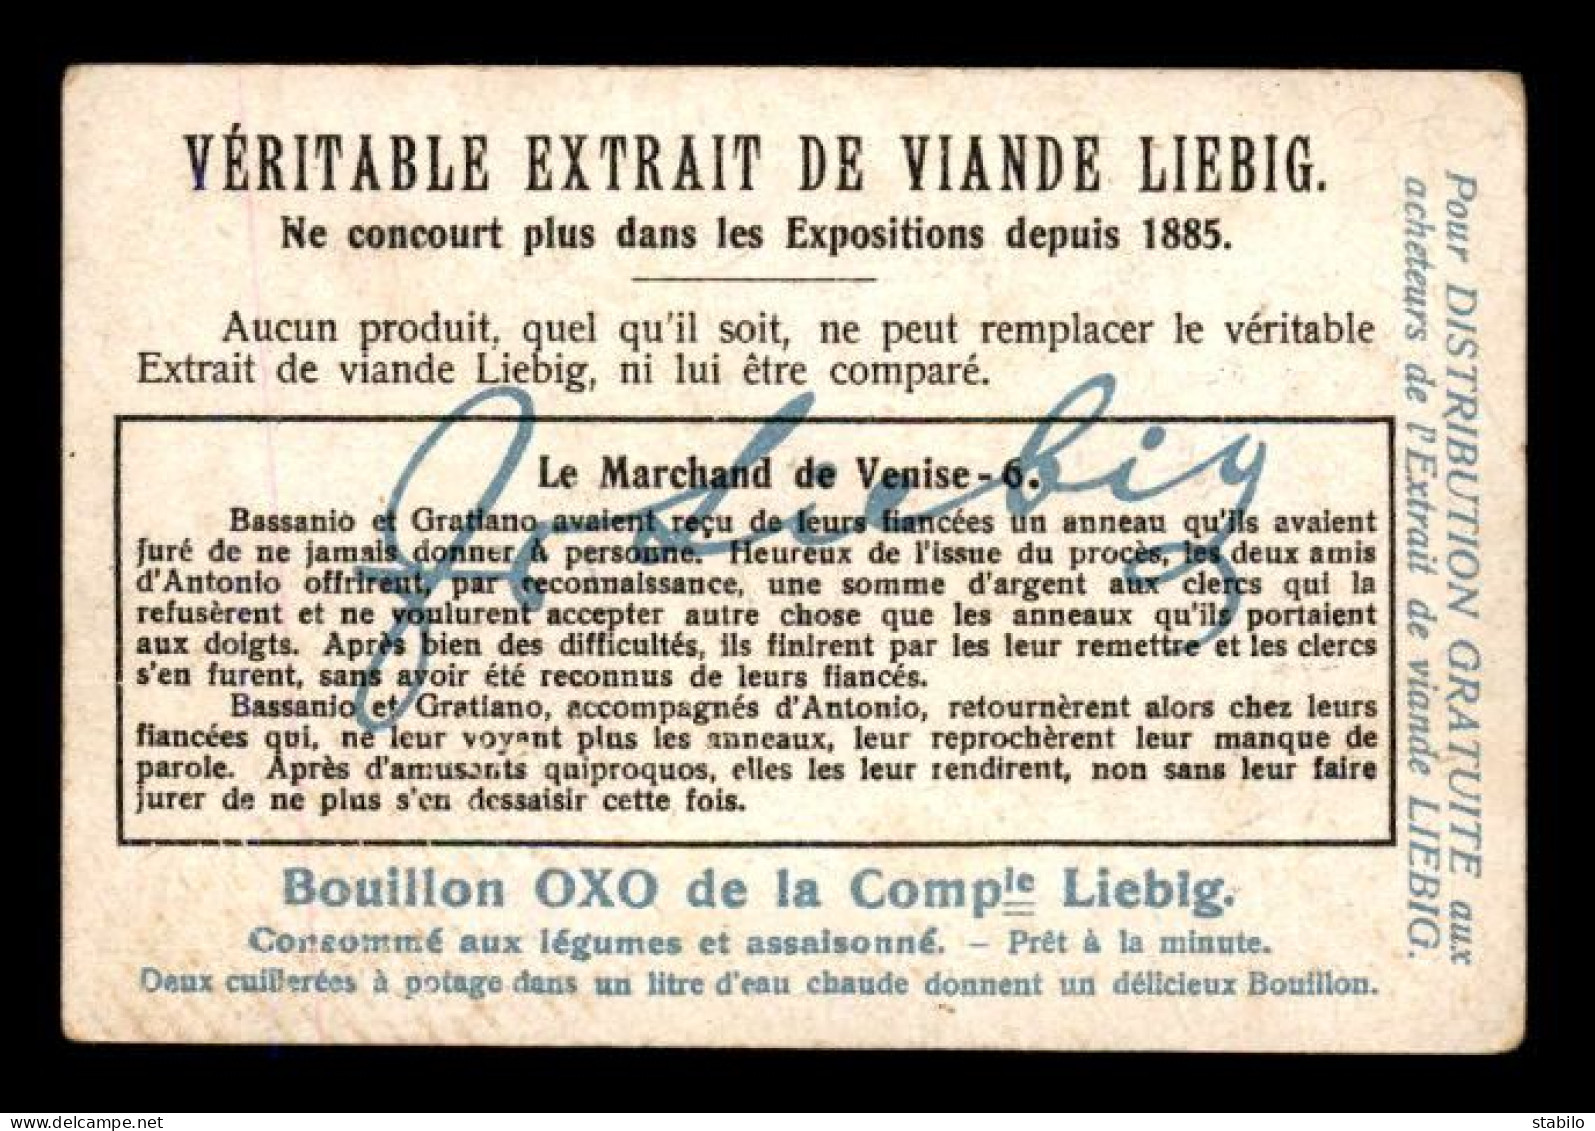 VÉRITABLE EXTRAIT DE VIANDE LIEBIG.
Ne concourt plus dans les Expositions depuis 1885.
Aucun produit, quel qu'il soit, ne peut remplacer le véritable
Extrait de viande Liebig, ni lui être comparé.
Le Marchand de Venise - 6.
Bassanio et Gratiano avaient reçu de leurs fiancées un anneau qu'ils avaient
juré de ne jamais donner à personne. Heureux de l'issue du procès, les deux amis
d'Antonio offrirent, par reconnaissance, une somme d'argent aux clercs qui la
refusèrent et ne voulurent accepter autre chose que les anneaux qu'ils portaient
aux doigts. Après bien des difficultés, ils finirent par les leur remettre et les clercs
s'en furent, sans avoir été reconnus de leurs fiancés.
Bassanio et Gratiano, accompagnés d'Antonio, retournèrent alors chez leurs
fiancées qui, ne leur voyant plus les anneaux, leur reprochèrent leur manque de
parole. Après d'amusants quiproquos, elles les leur rendirent, non sans leur faire
jurer de ne plus s'en dessaisir cette fois.
Jo Liebig
Bouillon OXO de la Compie Liebig.
Consommé aux légumes et assaisonné. - Prêt à la minute.
Deux cuillerées à potage dans un litre d'eau chaude donnent un délicieux Bouillon.
Pour DISTRIBUTION GRATUITE aux
acheteurs de l'Extrait de viande LIEBIG.
www.delcampe.net
stabilo